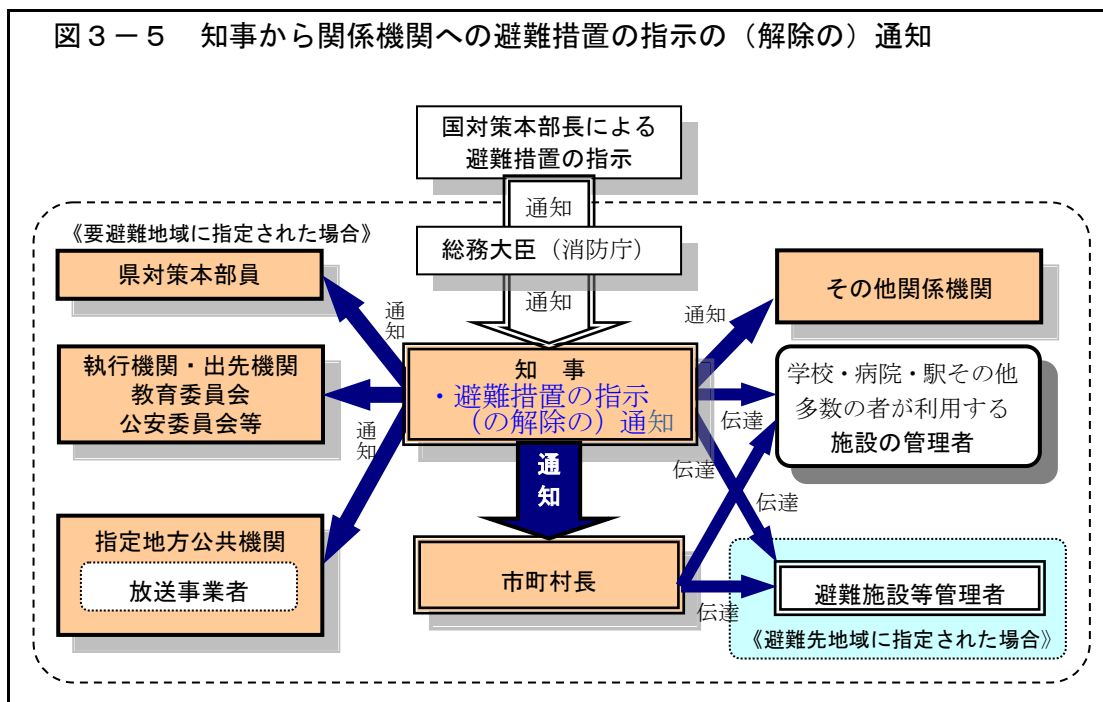 図3－5　知事から関係機関への避難措置の指示の（解除の）通知
国対策本部長による
避難措置の指示
通知
《要避難地域に指定された場合》
総務大臣（消防庁）
通知
県対策本部員
通知
その他関係機関
通知
執行機関・出先機関
教育委員会
公安委員会等
通知
知　事
・避難措置の指示
（の解除の）通知
学校・病院・駅その他
多数の者が利用する
施設の管理者
伝達
通知
伝達
伝達
指定地方公共機関
放送事業者
市町村長
伝達
避難施設等管理者
《避難先地域に指定された場合》